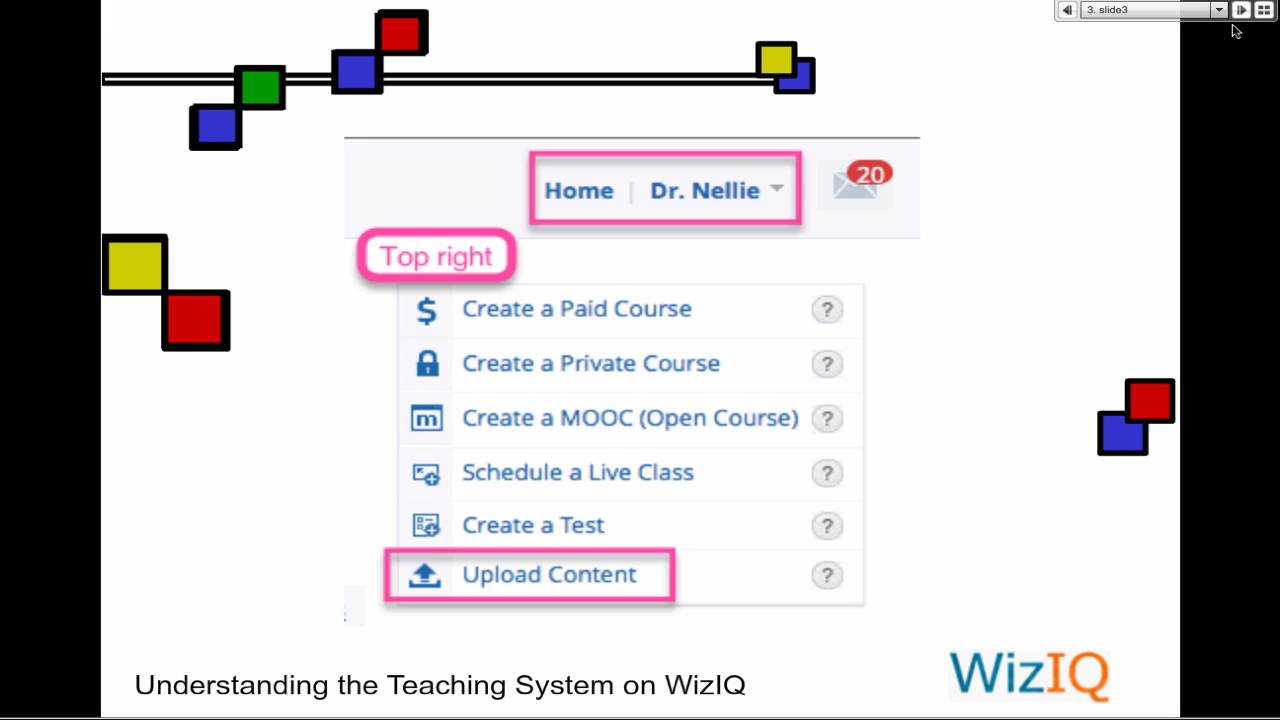 3. slide3
Home | Dr. Nellie
20
Top right
$ Create a Paid Course ?
Create a Private Course ?
m Create a MOOC (Open Course) ?
Schedule a Live Class ?
Create a Test ?
Upload Content ?
Understanding the Teaching System on WizIQ
WizIQ